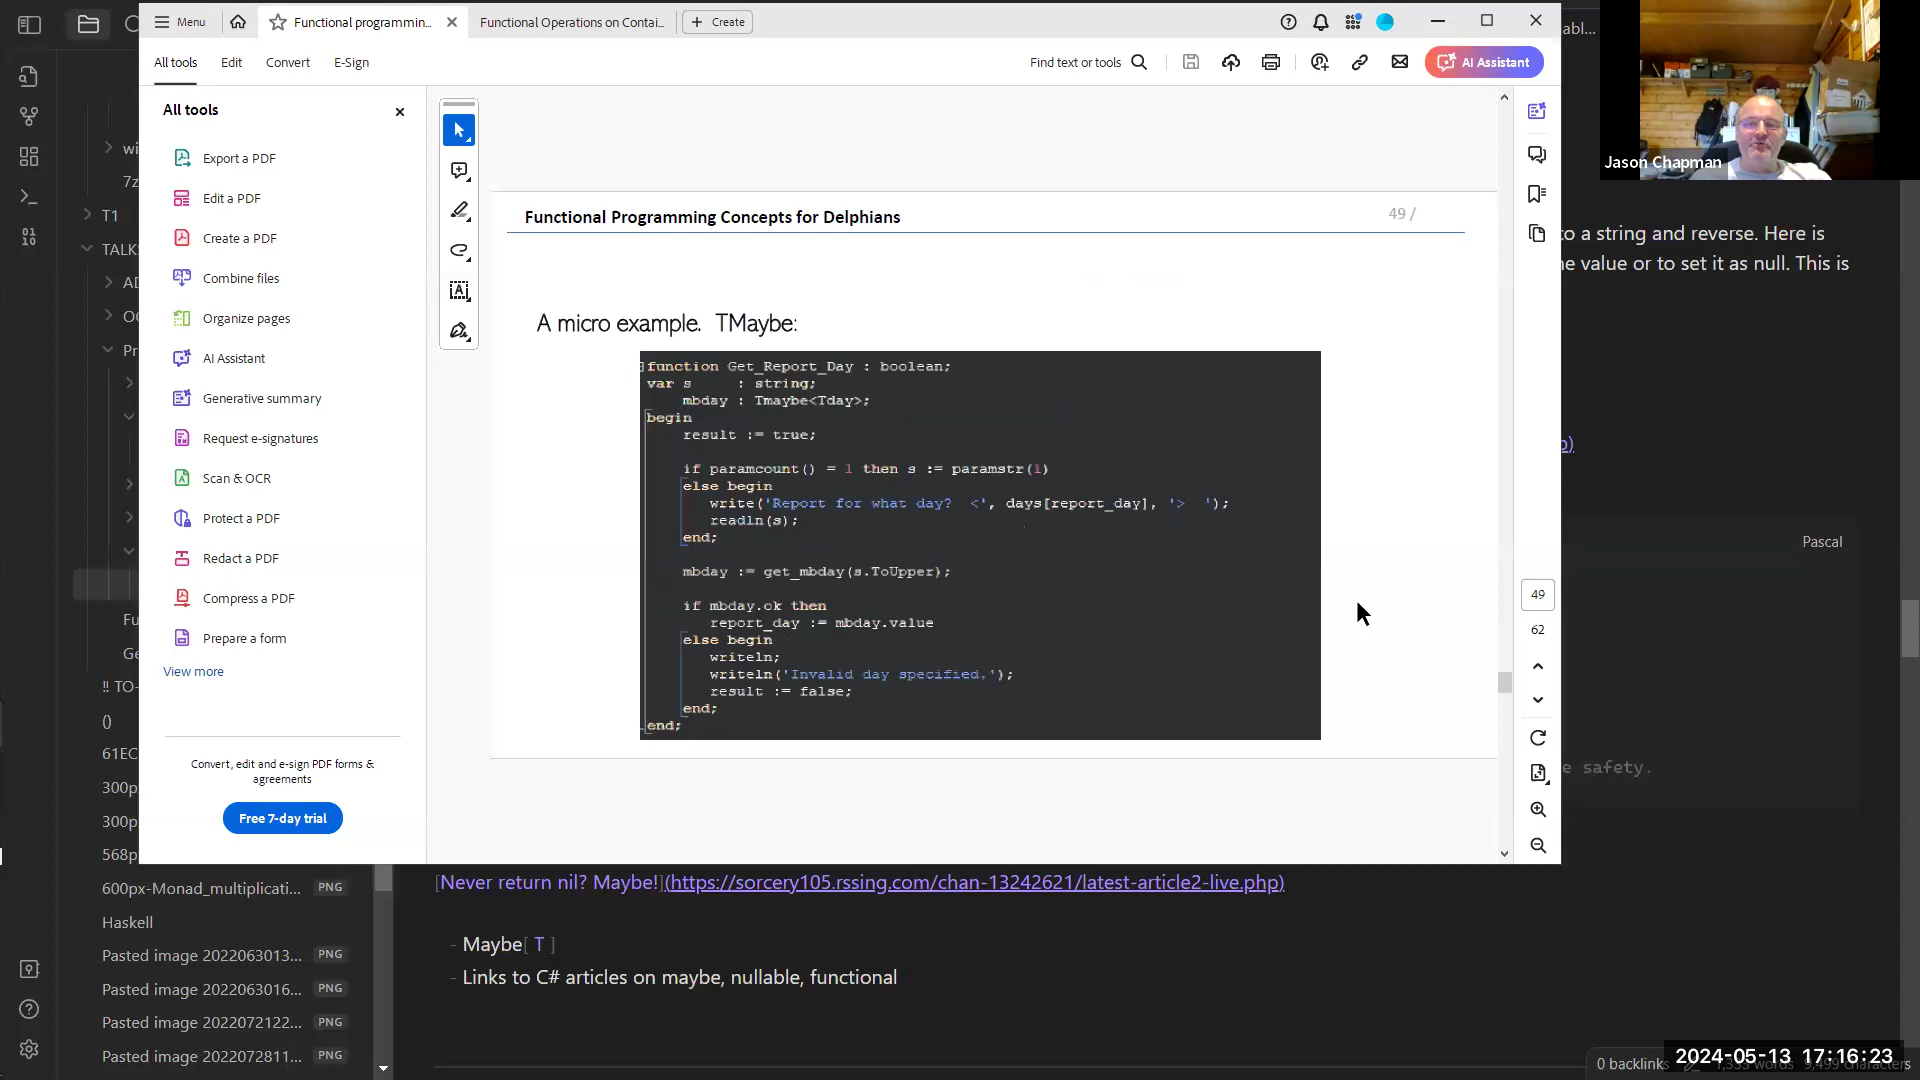 Menu
Functional programmin...
Functional Operations on Contai...
Create
All tools
Edit
Convert
E-Sign
Find text or tools
AI Assistant
All tools
Export a PDF
Edit a PDF
Create a PDF
Combine files
Organize pages
AI Assistant
Generative summary
Request e-signatures
Scan & OCR
Protect a PDF
Redact a PDF
Compress a PDF
Prepare a form
View more
Convert, edit and e-sign PDF forms &
agreements
Free 7-day trial
Functional Programming Concepts for Delphians
49 /
A micro example. TMaybe:
function Get_Report_Day : boolean;
var s : string;
mbday : Tmaybe<Tday>;
begin
result := true;
if paramcount() = 1 then s := paramstr(1)
else begin
write('Report for what day? <', days[report_day], '> ');
readln(s);
end;
mbday := get_mbday(s.ToUpper);
if mbday.ok then
report_day := mbday.value
else begin
writeln;
writeln('Invalid day specified.');
result := false;
end;
end;
49
62
Jason Chapman
abl...
to a string and reverse. Here is
e value or to set it as null. This is
Pascal
e safety.
wi
7z
T1
TALK
AD
OC
Pr
Fu
Ge
!! TO-
()
61EC
300p
300p
568p
600px-Monad_multiplicati... PNG
Haskell
Pasted image 2022063013... PNG
Pasted image 2022063016... PNG
Pasted image 2022072122... PNG
Pasted image 2022072811... PNG
[Never return nil? Maybe!](https://sorcery105.rssing.com/chan-13242621/latest-article2-live.php)
- Maybe[ T ]
- Links to C# articles on maybe, nullable, functional
0 backlinks
2024-05-13 17:16:23